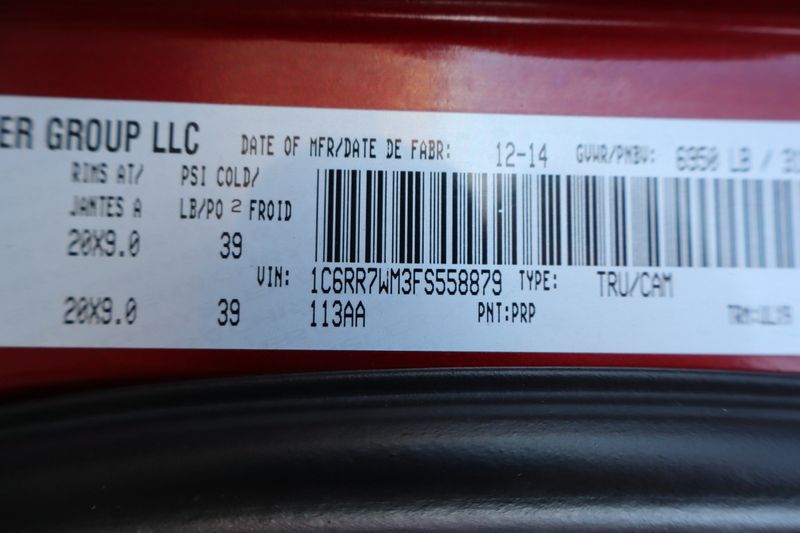 ER GROUP LLC DATE OF MFR/DATE DE FABR: 12-14 GVWR/PNBV: 6950 LB /
RIMS AT/ PSI COLD/
JANTES A LB/PO 2 FROID
20X9.0 39
VIN: 1C6RR7WM3FS558879 TYPE: TRU/CAM
20X9.0 39 113AA PNT:PRP